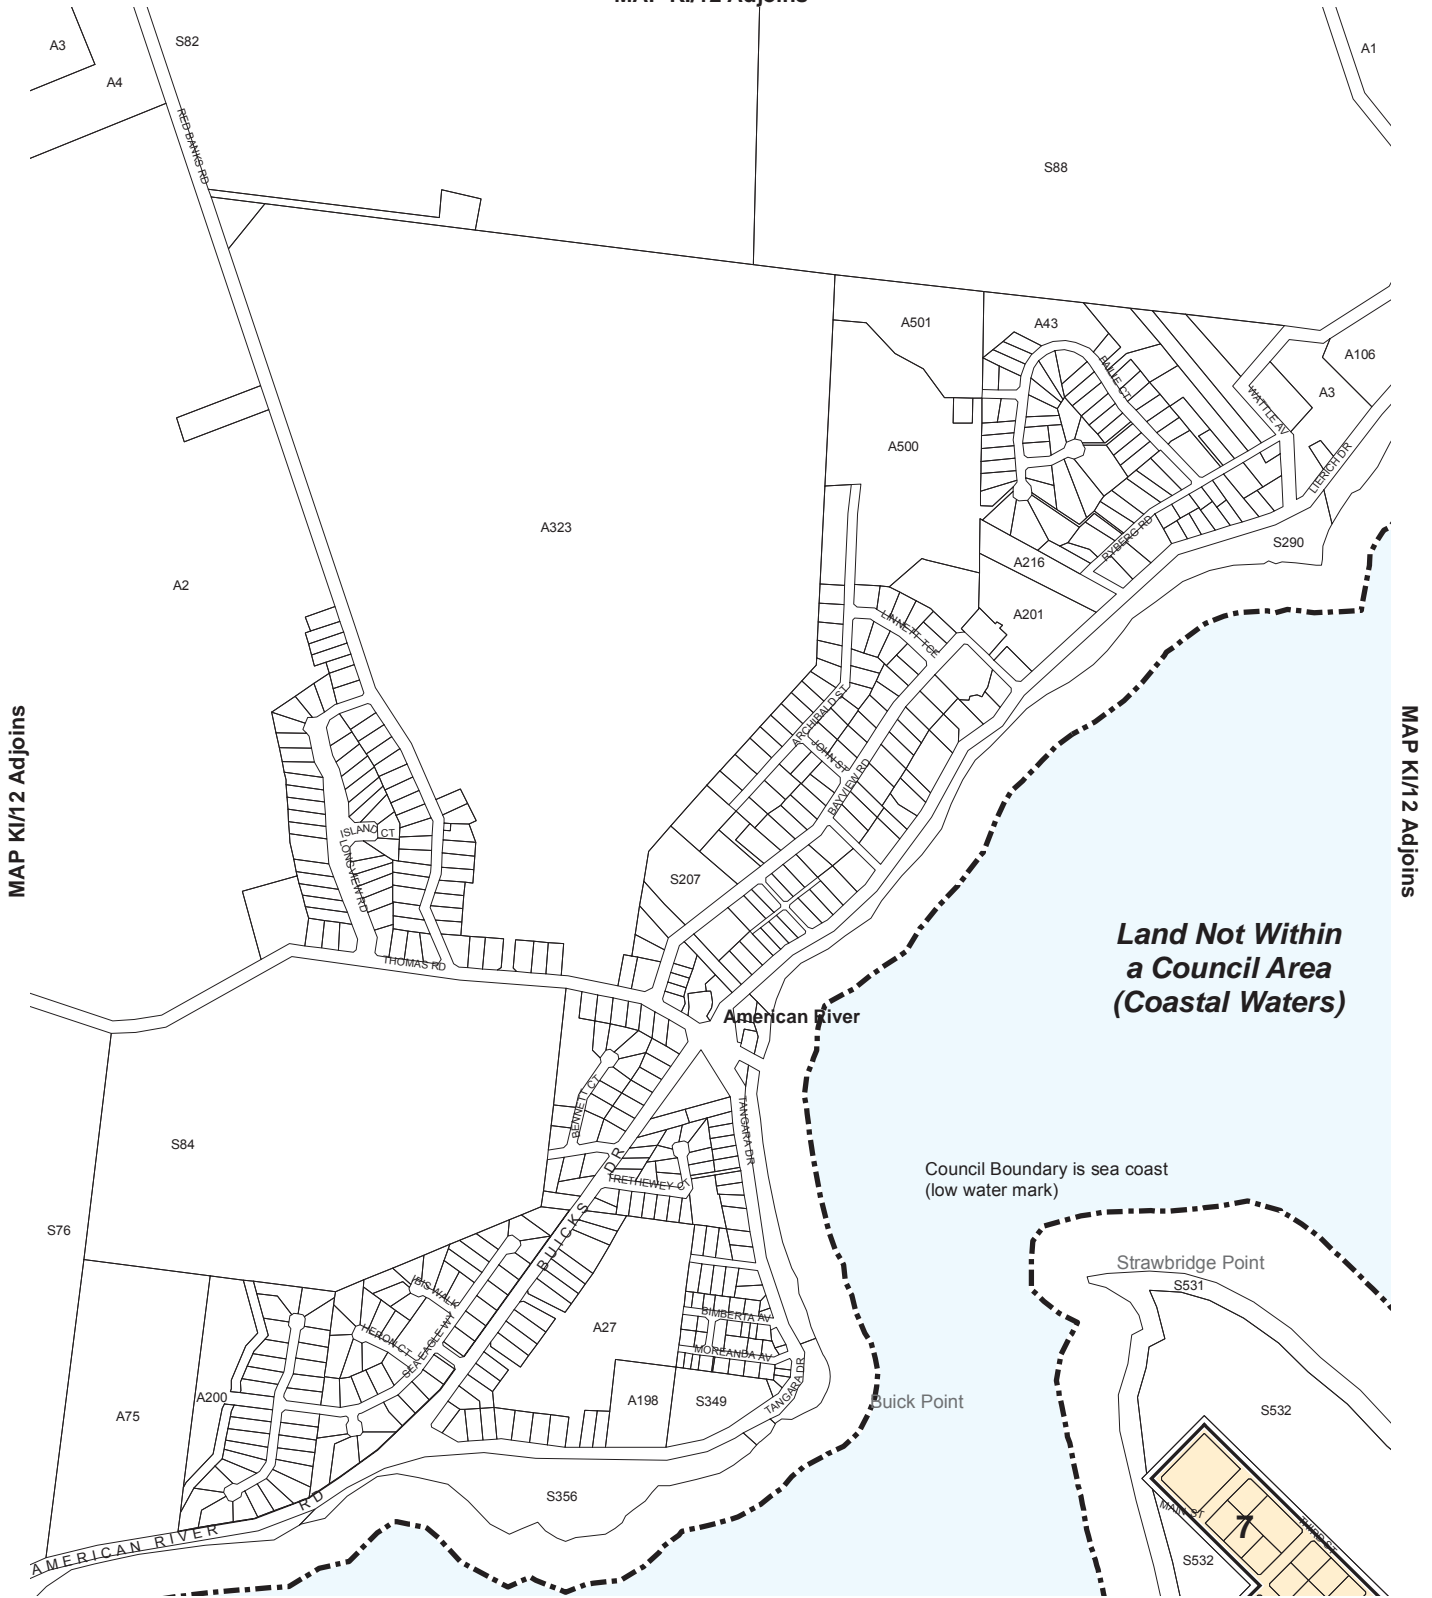 MAP KI/12 Adjoins
A3
S82
A1
A4
RED BANKS RD
S88
A501
A43
A106
PAILIE CT
A3
WATTLE AV
A500
LIERICH DR
A323
RYBERG RD
S290
A216
A2
A201
LINNETT TCE
ARCHIBALD ST
JOHN ST
BAYVIEW RD
MAP KI/12 Adjoins
MAP KI/12 Adjoins
ISLAND CT
LONGVIEW RD
S207
THOMAS RD
Land Not Within
a Council Area
(Coastal Waters)
American River
BENNETT CT
TANGARA DR
S84
Council Boundary is sea coast
(low water mark)
TRETHEWEY CT
BUICKS DR
S76
Strawbridge Point
S531
IBIS WALK
BIMBERTA AV
A27
HERON CT
SEA EAGLE WY
MOREANDA AV
TANGARA DR
A200
A198
S349
Buick Point
A75
S532
S356
MAIN ST
7
THIRD ST
AMERICAN RIVER RD
S532